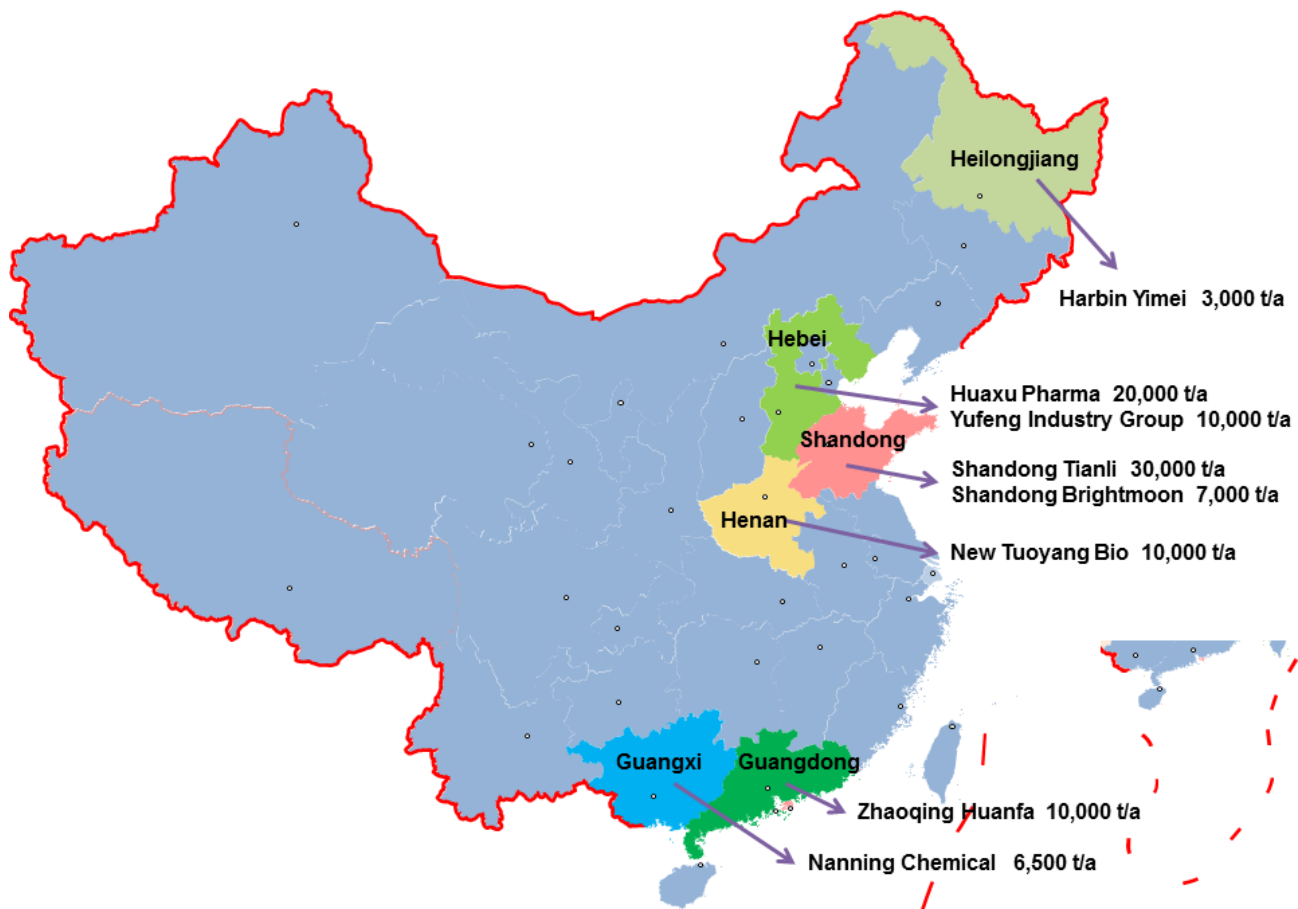 Heilongjiang
Harbin Yimei 3,000 t/a
Hebei
Huaxu Pharma 20,000 t/a
Yufeng Industry Group 10,000 t/a
Shandong
Shandong Tianli 30,000 t/a
Shandong Brightmoon 7,000 t/a
Henan
New Tuoyang Bio 10,000 t/a
Guangxi
Guangdong
Zhaoqing Huanfa 10,000 t/a
Nanning Chemical 6,500 t/a